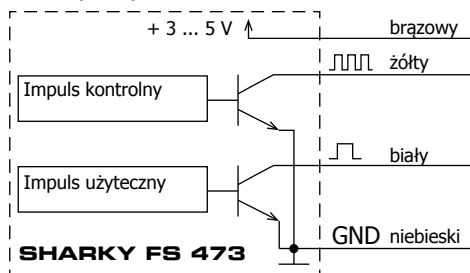 + 3 ... 5 V brązowy
żółty
Impuls kontrolny
biały
Impuls użyteczny
GND niebieski
SHARKY FS 473